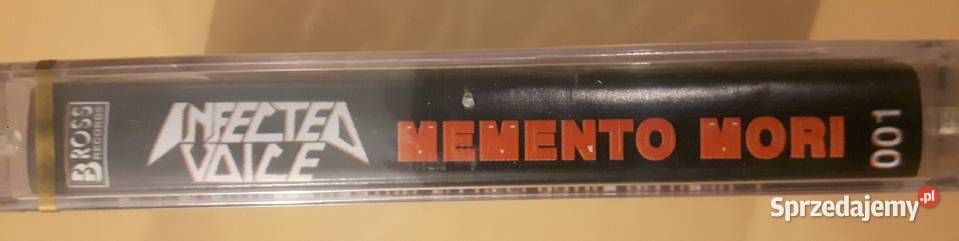 BROSS
RECORDS
INFECTED
VOICE
MEMENTO MORI
001
Sprzedajemy.pl